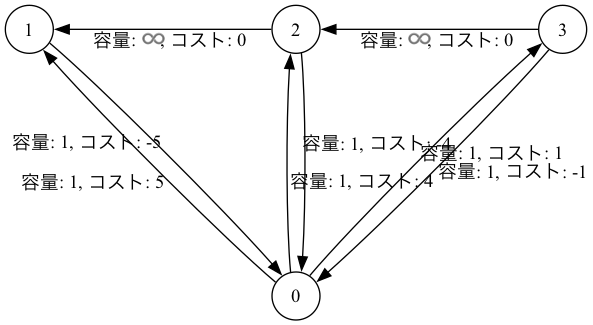 1
2
3
容量: ∞, コスト: 0
容量: ∞, コスト: 0
容量: 1, コスト: -5
容量: 1, コスト: -4
容量: 1, コスト: 1
容量: 1, コスト: -1
容量: 1, コスト: 5
容量: 1, コスト: 4
0